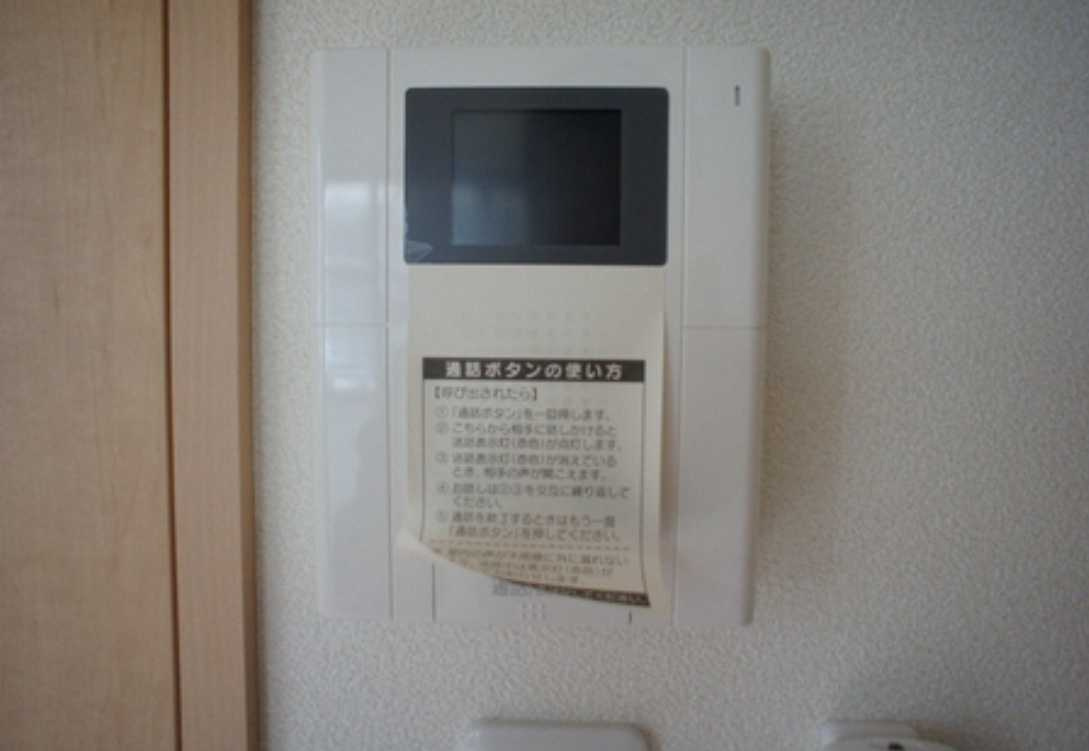 通話ボタンの使い方
【呼び出されたら】
①「通話ボタン」を一回押します。
②こちらから相手に話しかけると
送話表示灯(赤色)が点灯します。
③送話表示灯(赤色)が消えている
とき、相手の声が聞こえます。
④お話しは②③を交互に繰り返して
ください。
⑤通話を終了するときはもう一度
「通話ボタン」を押してください。